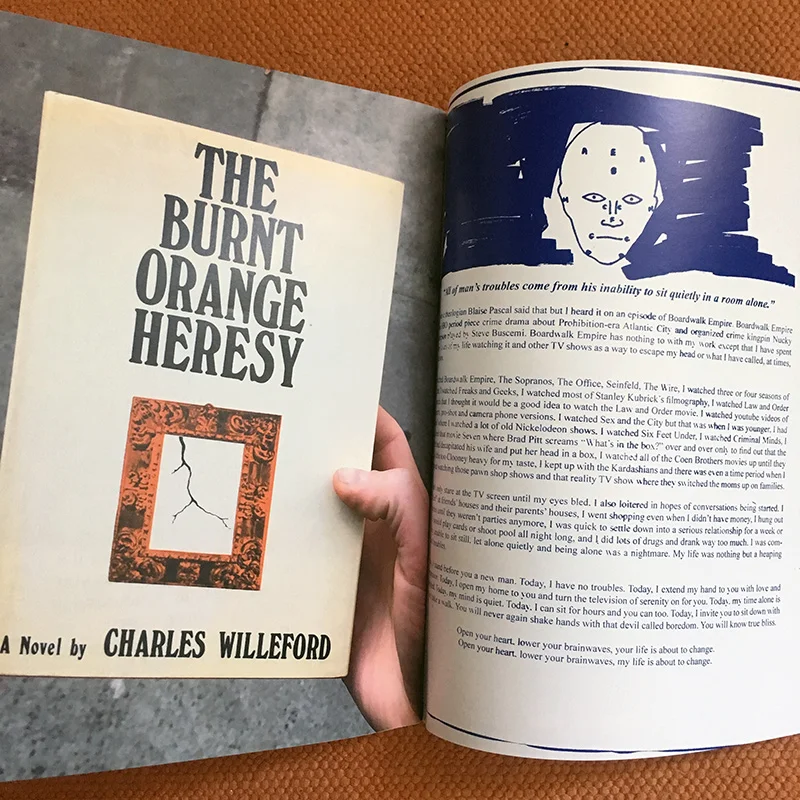 THE
BURNT
ORANGE
HERESY
A Novel by CHARLES WILLEFORD
A E A
of man's troubles come from his inability to sit quietly in a room alone."
theologian Blaise Pascal said that but I heard it on an episode of Boardwalk Empire. Boardwalk Empire
period piece crime drama about Prohibition-era Atlantic City and organized crime kingpin Nucky
played by Steve Buscemi. Boardwalk Empire has nothing to with my work except that I have spent
of my life watching it and other TV shows as a way to escape my head or what I have called, at times,
Boardwalk Empire, The Sopranos, The Office, Seinfeld, The Wire, I watched three or four seasons of
watched Freaks and Geeks, I watched most of Stanley Kubrick's filmography, I watched Law and Order
but I thought it would be a good idea to watch the Law and Order movie. I watched youtube videos of
and camera phone versions. I watched Sex and the City but that was when I was younger. I had
I watched a lot of old Nickelodeon shows. I watched Six Feet Under, I watched Criminal Minds, I
movie Seven where Brad Pitt screams "What's in the box?" over and over only to find out that the
decapitated his wife and put her head in a box, I watched all of the Coen Brothers movies up until they
too Clooney heavy for my taste, I kept up with the Kardashians and there was even a time period when I
watching those pawn shop shows and that reality TV show where they switched the moms up on families.
only stare at the TV screen until my eyes bled. I also loitered in hopes of conversations being started. I
at friends' houses and their parents' houses, I went shopping even when I didn't have money, I hung out
until they weren't parties anymore, I was quick to settle down into a serious relationship for a week or
play cards or shoot pool all night long, and I did lots of drugs and drank way too much. I was com-
to sit still, let alone quietly and being alone was a nightmare. My life was nothing but a heaping
stand before you a new man. Today, I have no troubles. Today, I extend my hand to you with love and
Today, I open my home to you and turn the television of serenity on for you. Today, my time alone is
Today, my mind is quiet. Today, I can sit for hours and you can too. Today, I invite you to sit down with
a walk. You will never again shake hands with that devil called boredom. You will know true bliss.
Open your heart, lower your brainwaves, your life is about to change.
Open your heart, lower your brainwaves, my life is about to change.